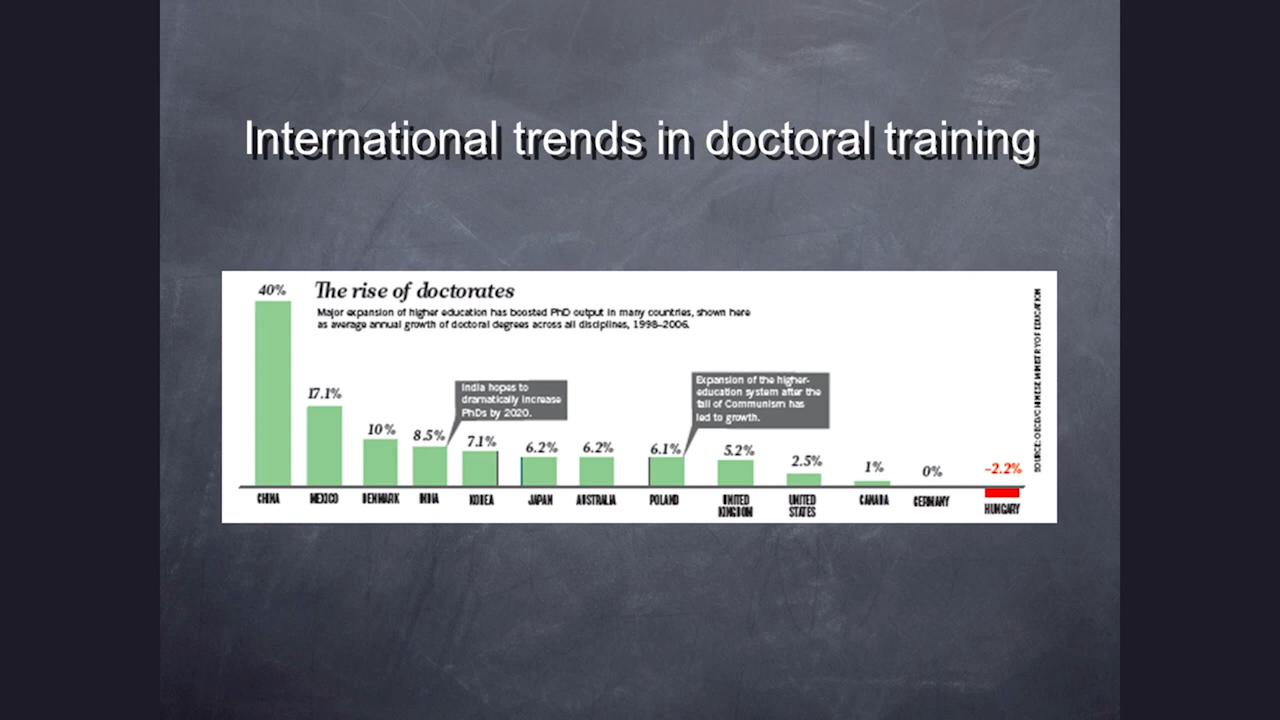 International trends in doctoral training
The rise of doctorates
Major expansion of higher education has boosted PhD output in many countries, shown here
as average annual growth of doctoral degrees across all disciplines, 1998–2006.
40%
17.1%
10%
8.5%
India hopes to
dramatically increase
PhDs by 2020.
7.1%
6.2%
6.2%
6.1%
Expansion of the higher-
education system after the
fall of Communism has
led to growth.
5.2%
2.5%
1%
0%
–2.2%
CHINA
MEXICO
DENMARK
INDIA
KOREA
JAPAN
AUSTRALIA
POLAND
UNITED
KINGDOM
UNITED
STATES
CANADA
GERMANY
HUNGARY
SOURCE: OECD/CHINESE MINISTRY OF EDUCATION